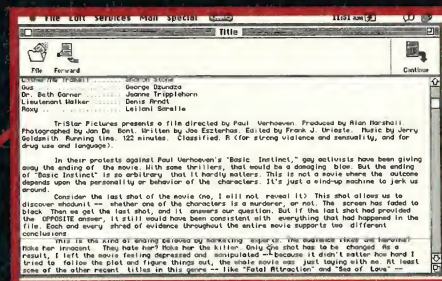 File Edit Services Mail Special
11:51 AM
Title
File Forward
Continue
Catherine Tramell Sharon Stone
Gus George Dzundza
Dr. Beth Garner Jeanne Tripplehorn
Lieutenant Walker Denis Arndt
Roxy Leilani Sarelle
TriStar Pictures presents a film directed by Paul Verhoeven. Produced by Alan Marshall.
Photographed by Jan De Bont. Written by Joe Eszterhas. Edited by Frank J. Urioste. Music by Jerry
Goldsmith. Running time: 122 minutes. Classified: R (for strong violence and sensuality, and for
drug use and language).
In their protests against Paul Verhoeven's "Basic Instinct," gay activists have been giving
away the ending of the movie. With some thrillers, that would be a damaging blow. But the ending
of "Basic Instinct" is so arbitrary that it hardly matters. This is not a movie where the outcome
depends upon the personality or behavior of the characters. It's just a wind-up machine to jerk us
around.
Consider the last shot of the movie (no, I will not reveal it) This shot allows us to
discover whodunit -- whether one of the characters is a murderer, or not. The screen has faded to
black Then we get the last shot, and it answers our question. But if the last shot had provided
the OPPOSITE answer, it still would have been consistent with everything that had happened in the
film. Each and every shred of evidence throughout the entire movie supports two different
conclusions
This is the kind of ending beloved by marketing experts. The audience likes the heroine?
Make her innocent. They hate her? Make her the killer. Only one shot has to be changed As a
result, I left the movie feeling depressed and manipulated -- because it didn't matter how hard I
tried to follow the plot and figure things out, the whole movie was just toying with me. At least
some of the other recent titles in this genre -- like "Fatal Attraction" and "Sea of Love" --